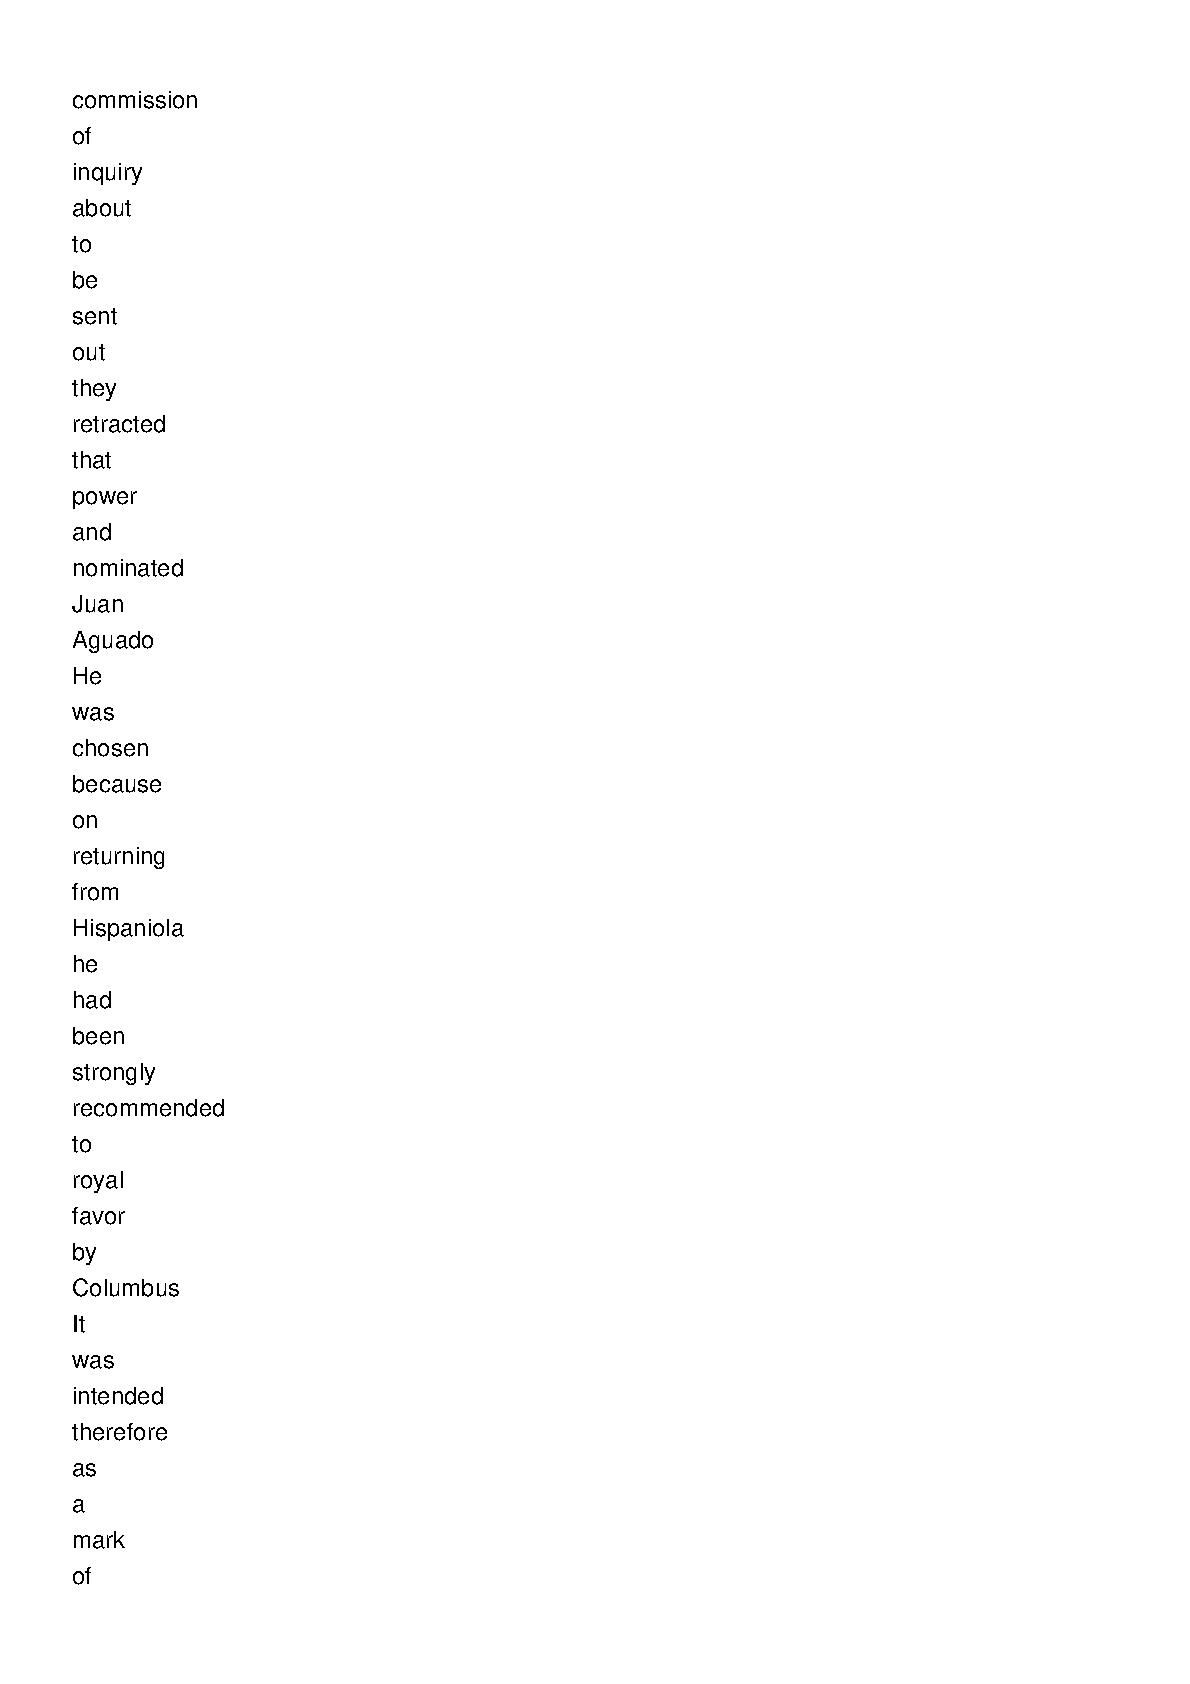 commission
of
inquiry
about
to
be
sent
out
they
retracted
that
power
and
nominated
Juan
Aguado
He
was
chosen
because
on
returning
from
Hispaniola
he
had
been
strongly
recommended
to
royal
favor
by
Columbus
It
was
intended
therefore
as
a
mark
of